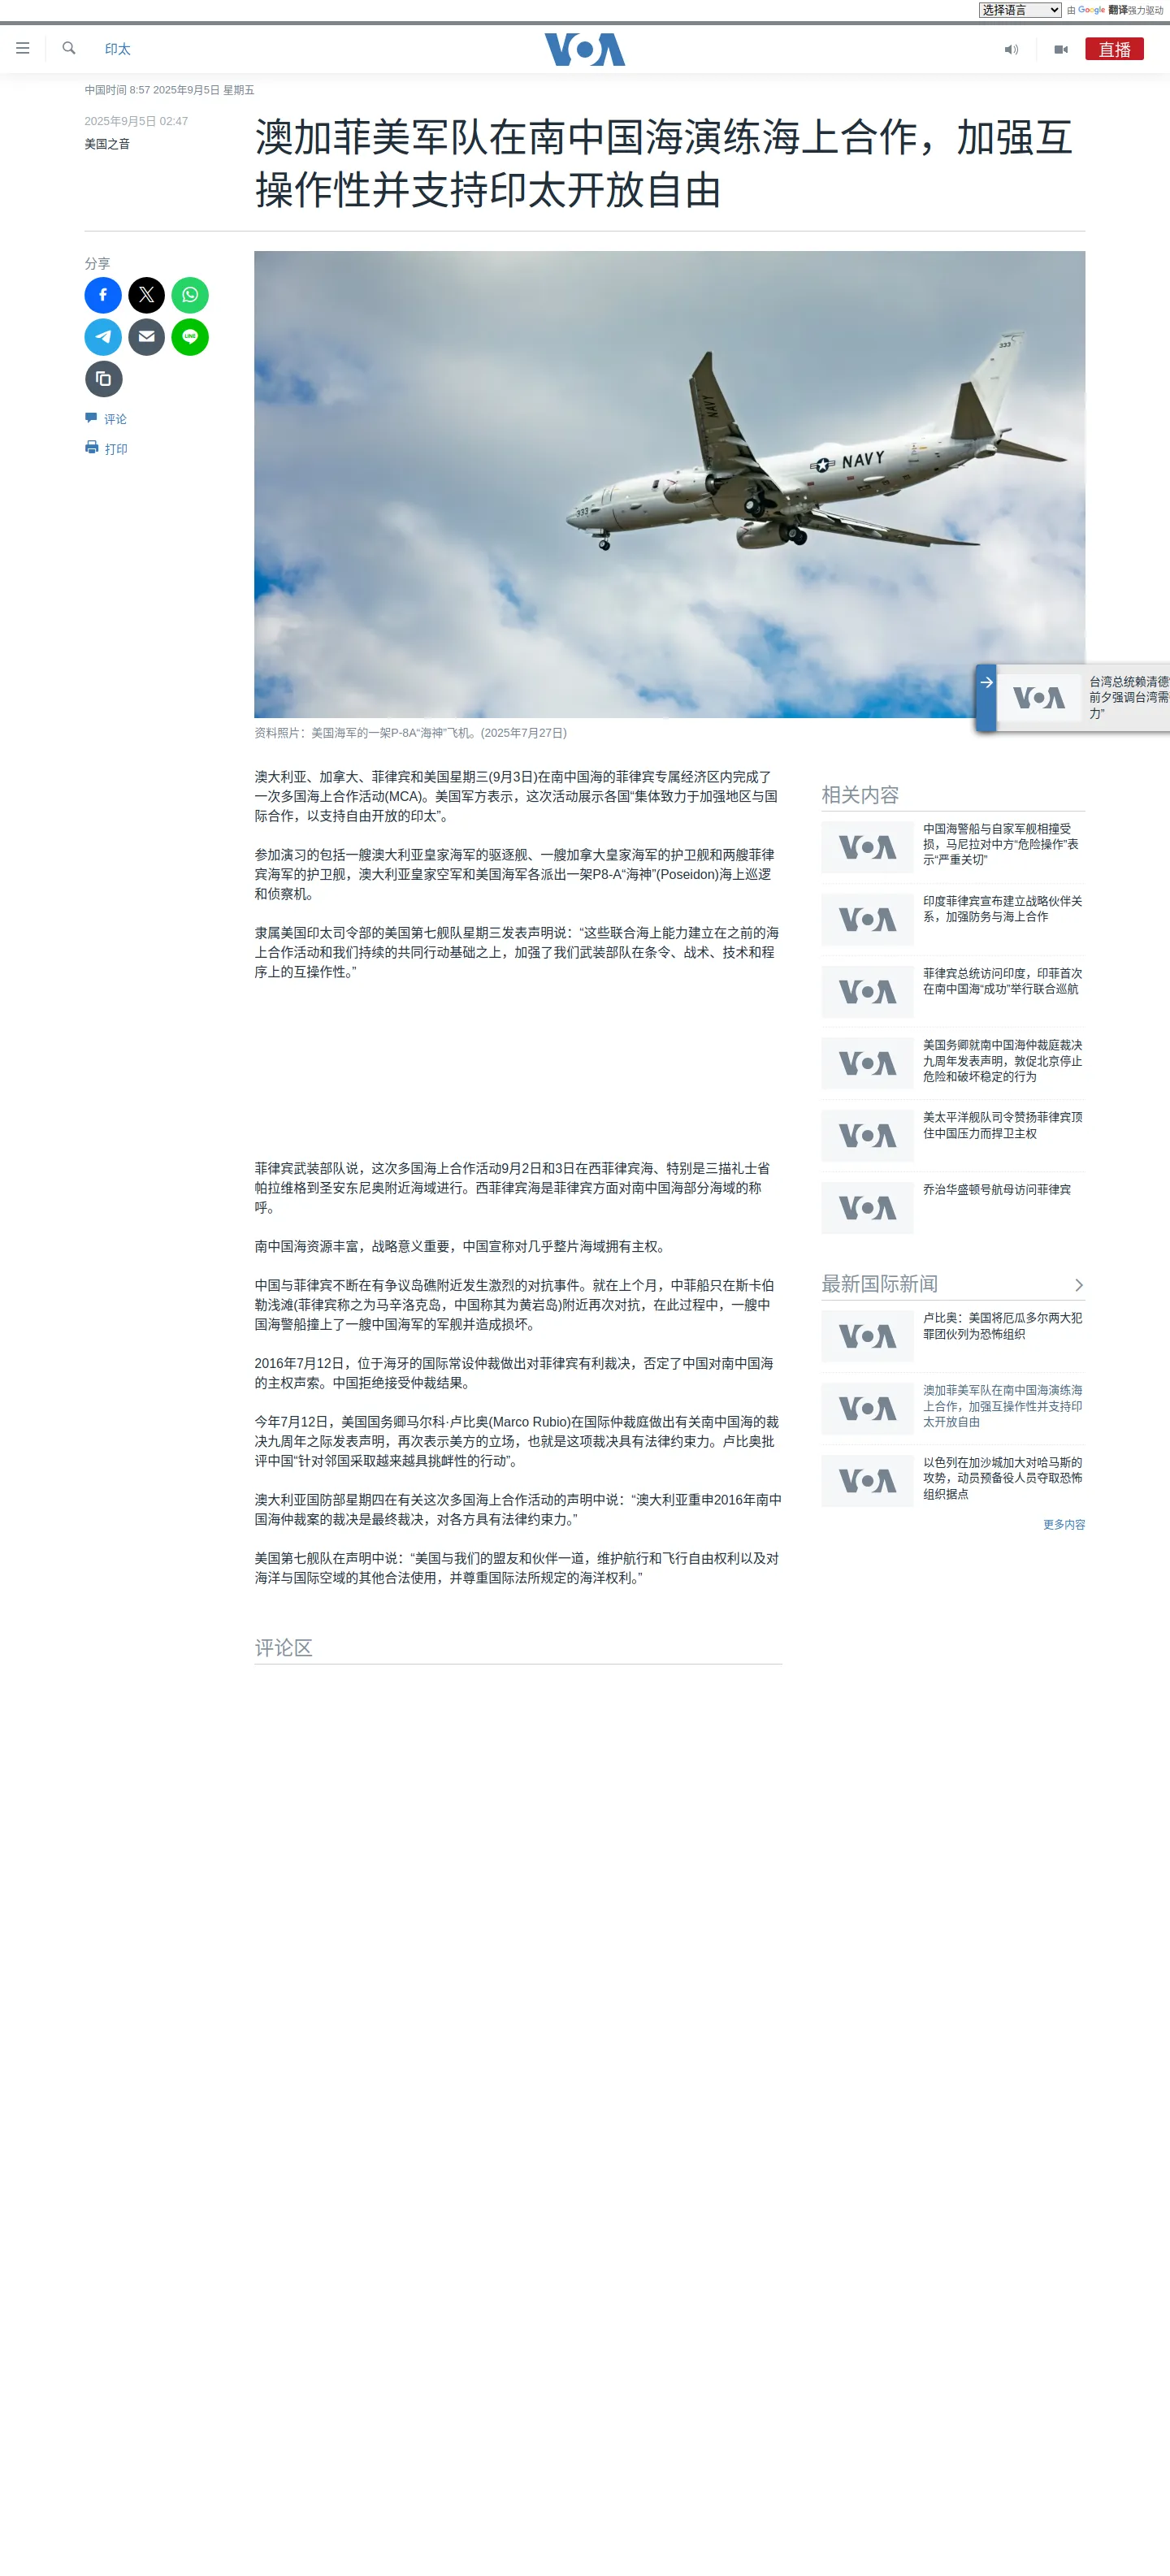 选择语言
由 Google 翻译强力驱动
印太
VOA
直播
中国时间 8:57 2025年9月5日 星期五
2025年9月5日 02:47
美国之音
澳加菲美军队在南中国海演练海上合作，加强互
操作性并支持印太开放自由
分享
LINE
评论
打印
333
NAVY
NAVY
333
资料照片：美国海军的一架P-8A“海神”飞机。(2025年7月27日)
VOA
台湾总统赖清德
前夕强调台湾需
力”
澳大利亚、加拿大、菲律宾和美国星期三(9月3日)在南中国海的菲律宾专属经济区内完成了
一次多国海上合作活动(MCA)。美国军方表示，这次活动展示各国“集体致力于加强地区与国
际合作，以支持自由开放的印太”。
参加演习的包括一艘澳大利亚皇家海军的驱逐舰、一艘加拿大皇家海军的护卫舰和两艘菲律
宾海军的护卫舰，澳大利亚皇家空军和美国海军各派出一架P8-A“海神”(Poseidon)海上巡逻
和侦察机。
隶属美国印太司令部的美国第七舰队星期三发表声明说：“这些联合海上能力建立在之前的海
上合作活动和我们持续的共同行动基础之上，加强了我们武装部队在条令、战术、技术和程
序上的互操作性。”
菲律宾武装部队说，这次多国海上合作活动9月2日和3日在西菲律宾海、特别是三描礼士省
帕拉维格到圣安东尼奥附近海域进行。西菲律宾海是菲律宾方面对南中国海部分海域的称
呼。
南中国海资源丰富，战略意义重要，中国宣称对几乎整片海域拥有主权。
中国与菲律宾不断在有争议岛礁附近发生激烈的对抗事件。就在上个月，中菲船只在斯卡伯
勒浅滩(菲律宾称之为马辛洛克岛，中国称其为黄岩岛)附近再次对抗，在此过程中，一艘中
国海警船撞上了一艘中国海军的军舰并造成损坏。
2016年7月12日，位于海牙的国际常设仲裁做出对菲律宾有利裁决，否定了中国对南中国海
的主权声索。中国拒绝接受仲裁结果。
今年7月12日，美国国务卿马尔科·卢比奥(Marco Rubio)在国际仲裁庭做出有关南中国海的裁
决九周年之际发表声明，再次表示美方的立场，也就是这项裁决具有法律约束力。卢比奥批
评中国“针对邻国采取越来越具挑衅性的行动”。
澳大利亚国防部星期四在有关这次多国海上合作活动的声明中说：“澳大利亚重申2016年南中
国海仲裁案的裁决是最终裁决，对各方具有法律约束力。”
美国第七舰队在声明中说：“美国与我们的盟友和伙伴一道，维护航行和飞行自由权利以及对
海洋与国际空域的其他合法使用，并尊重国际法所规定的海洋权利。”
评论区
相关内容
VOA
中国海警船与自家军舰相撞受
损，马尼拉对中方“危险操作”表
示“严重关切”
VOA
印度菲律宾宣布建立战略伙伴关
系，加强防务与海上合作
VOA
菲律宾总统访问印度，印菲首次
在南中国海“成功”举行联合巡航
VOA
美国务卿就南中国海仲裁庭裁决
九周年发表声明，敦促北京停止
危险和破坏稳定的行为
VOA
美太平洋舰队司令赞扬菲律宾顶
住中国压力而捍卫主权
VOA
乔治华盛顿号航母访问菲律宾
最新国际新闻
VOA
卢比奥：美国将厄瓜多尔两大犯
罪团伙列为恐怖组织
VOA
澳加菲美军队在南中国海演练海
上合作，加强互操作性并支持印
太开放自由
VOA
以色列在加沙城加大对哈马斯的
攻势，动员预备役人员夺取恐怖
组织据点
更多内容